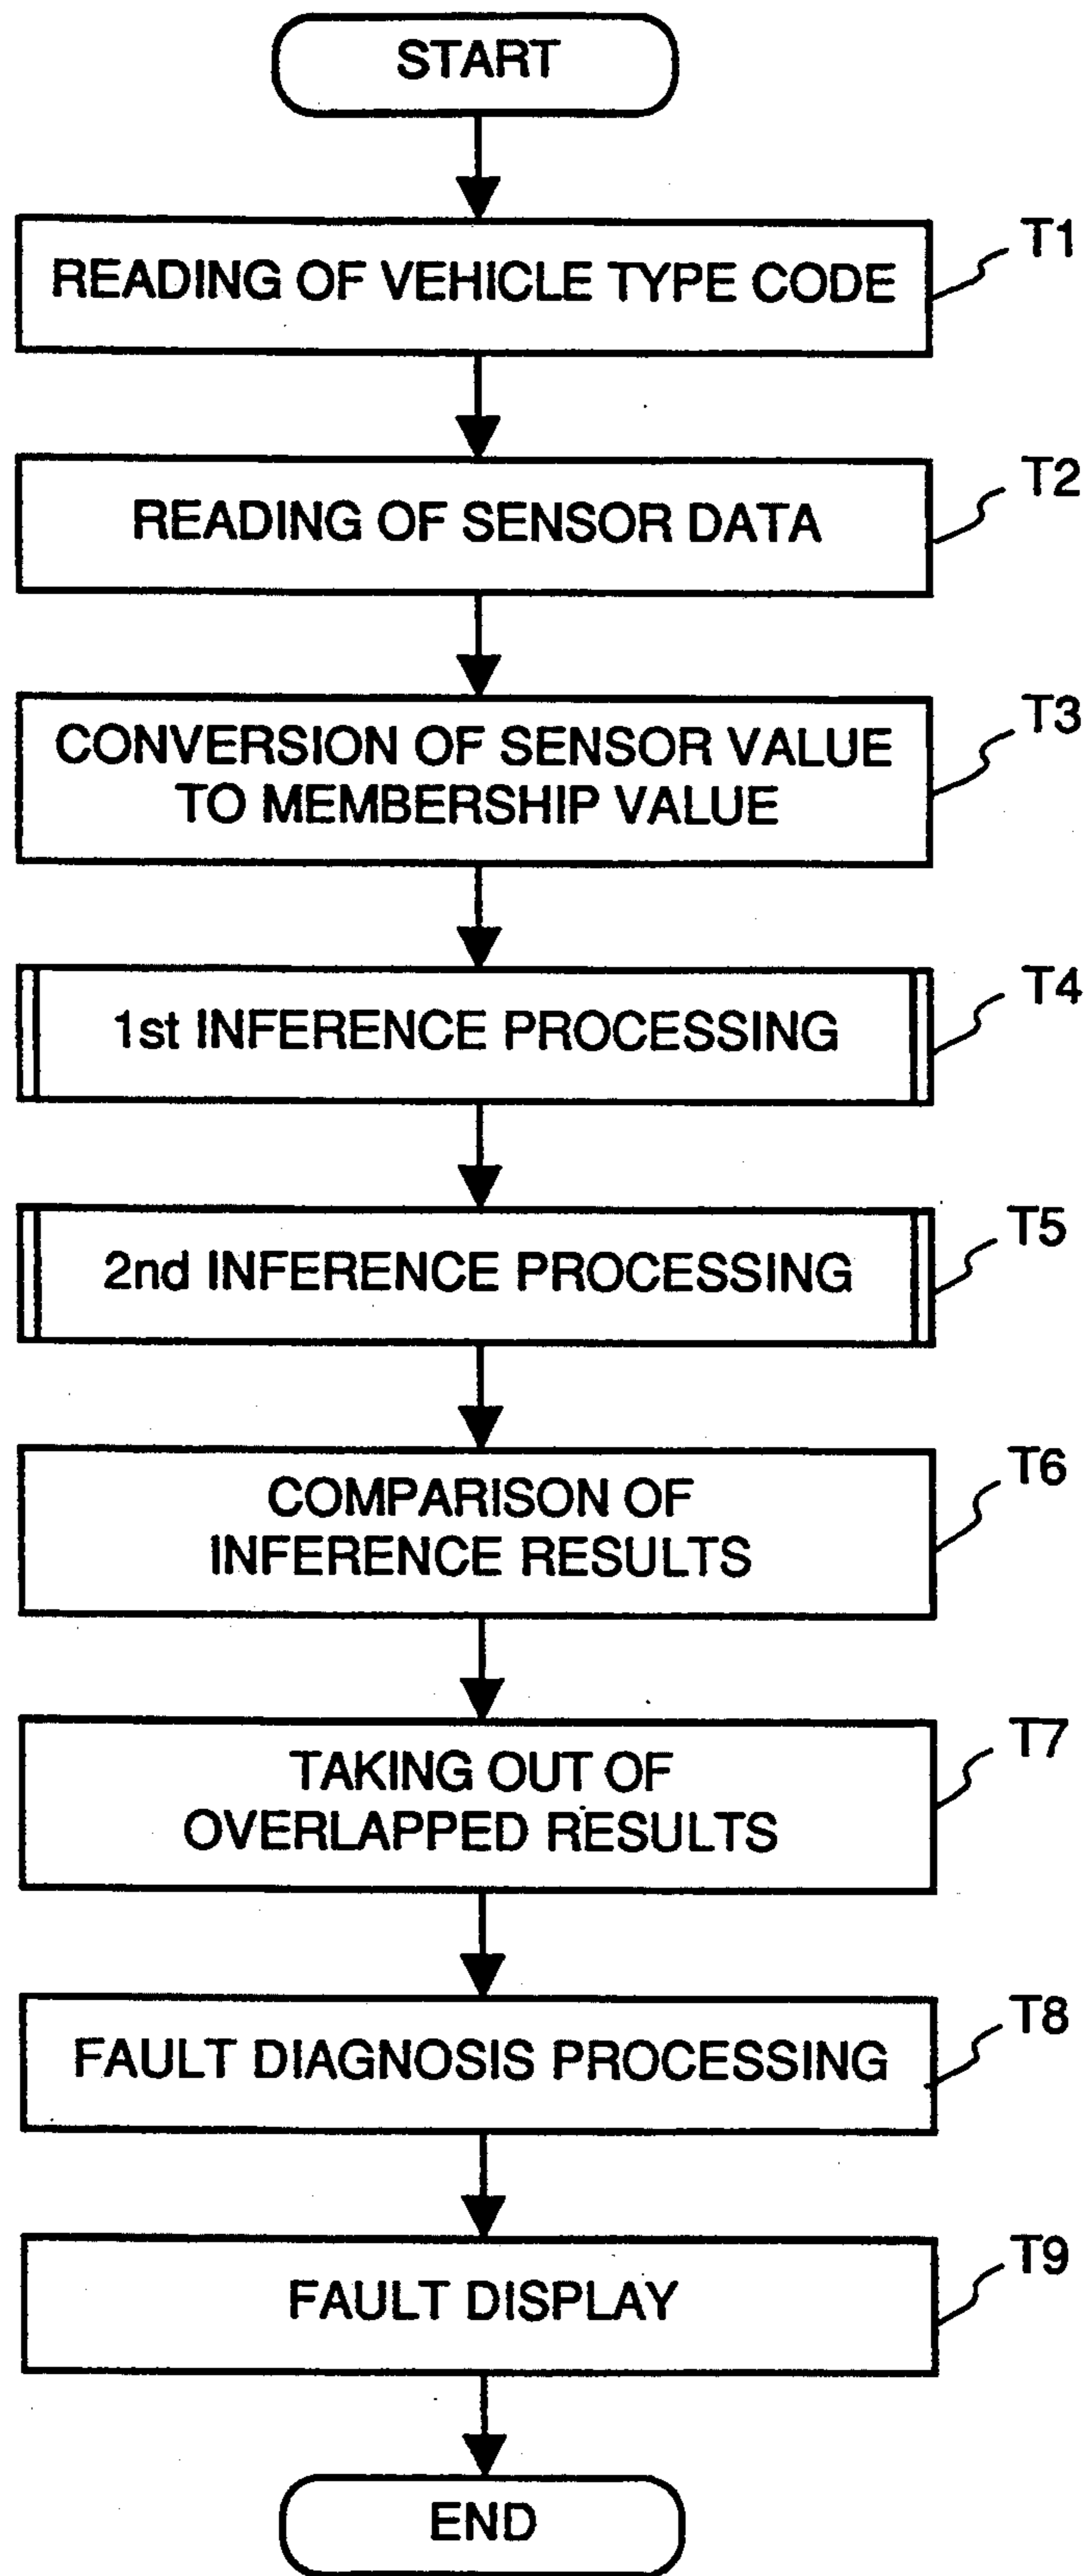 START
READING OF VEHICLE TYPE CODE
T1
READING OF SENSOR DATA
T2
CONVERSION OF SENSOR VALUE
TO MEMBERSHIP VALUE
T3
1st INFERENCE PROCESSING
T4
2nd INFERENCE PROCESSING
T5
COMPARISON OF
INFERENCE RESULTS
T6
TAKING OUT OF
OVERLAPPED RESULTS
T7
FAULT DIAGNOSIS PROCESSING
T8
FAULT DISPLAY
T9
END